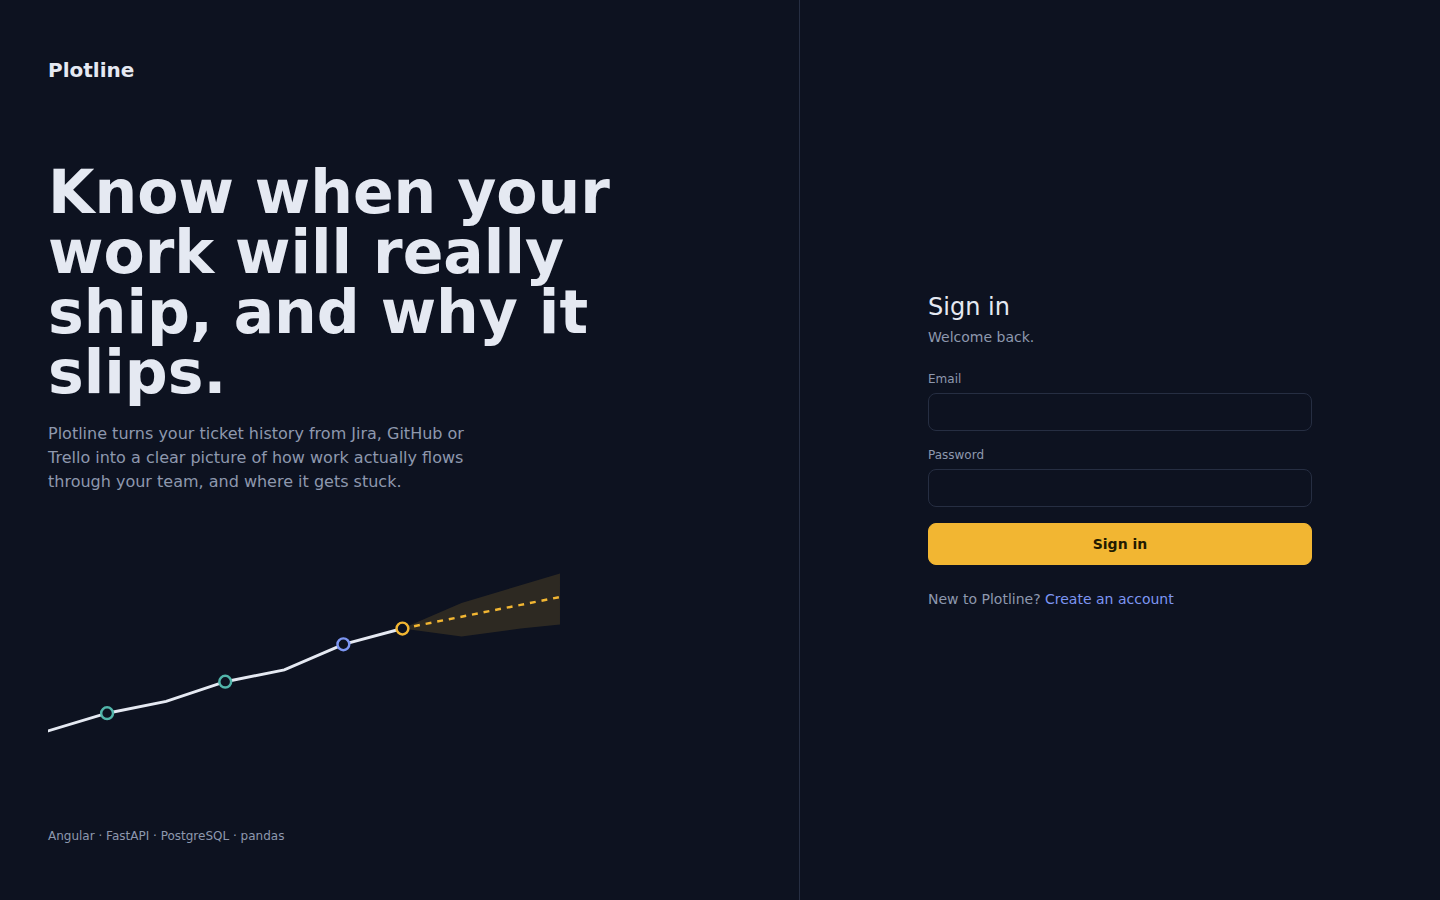 Plotline
Know when your
work will really
ship, and why it
slips.
Plotline turns your ticket history from Jira, GitHub or
Trello into a clear picture of how work actually flows
through your team, and where it gets stuck.
Angular · FastAPI · PostgreSQL · pandas
Sign in
Welcome back.
Email
Password
Sign in
New to Plotline? Create an account